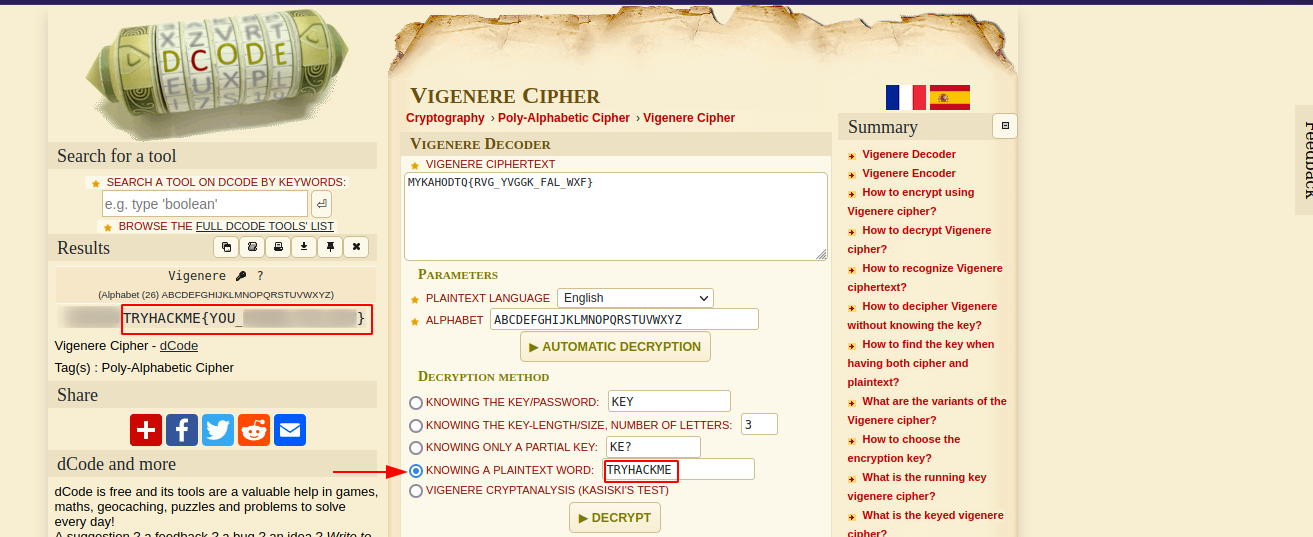 X Z V R T
DCODE
E U X P L
Search for a tool
★ SEARCH A TOOL ON DCODE BY KEYWORDS:
e.g. type 'boolean'
★ BROWSE THE FULL DCODE TOOLS' LIST
Results
Vigenere ?
(Alphabet (26) ABCDEFGHIJKLMNOPQRSTUVWXYZ)
TRYHACKME{YOU_ }
Vigenere Cipher - dCode
Tag(s) : Poly-Alphabetic Cipher
Share
dCode and more
dCode is free and its tools are a valuable help in games,
maths, geocaching, puzzles and problems to solve
every day!
A suggestion ? a feedback ? a bug ? an idea ? Write to
VIGENERE CIPHER
Cryptography › Poly-Alphabetic Cipher › Vigenere Cipher
VIGENERE DECODER
★ VIGENERE CIPHERTEXT
MYKAHODTQ{RVG_YVGGK_FAL_WXF}
PARAMETERS
★ PLAINTEXT LANGUAGE English
★ ALPHABET ABCDEFGHIJKLMNOPQRSTUVWXYZ
▶ AUTOMATIC DECRYPTION
DECRYPTION METHOD
KNOWING THE KEY/PASSWORD: KEY
KNOWING THE KEY-LENGTH/SIZE, NUMBER OF LETTERS: 3
KNOWING ONLY A PARTIAL KEY: KE?
KNOWING A PLAINTEXT WORD: TRYHACKME
VIGENERE CRYPTANALYSIS (KASISKI'S TEST)
▶ DECRYPT
Summary
Vigenere Decoder
Vigenere Encoder
How to encrypt using
Vigenere cipher?
How to decrypt Vigenere
cipher?
How to recognize Vigenere
ciphertext?
How to decipher Vigenere
without knowing the key?
How to find the key when
having both cipher and
plaintext?
What are the variants of the
Vigenere cipher?
How to choose the
encryption key?
What is the running key
vigenere cipher?
What is the keyed vigenere
cipher?
Feedback